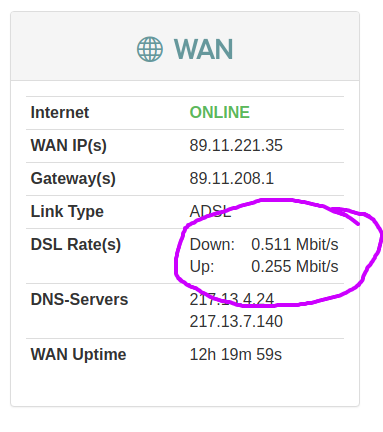 WAN
Internet ONLINE
WAN IP(s) 89.11.221.35
Gateway(s) 89.11.208.1
Link Type ADSL
DSL Rate(s) Down: 0.511 Mbit/s
Up: 0.255 Mbit/s
DNS-Servers 217.13.4.24
217.13.7.140
WAN Uptime 12h 19m 59s